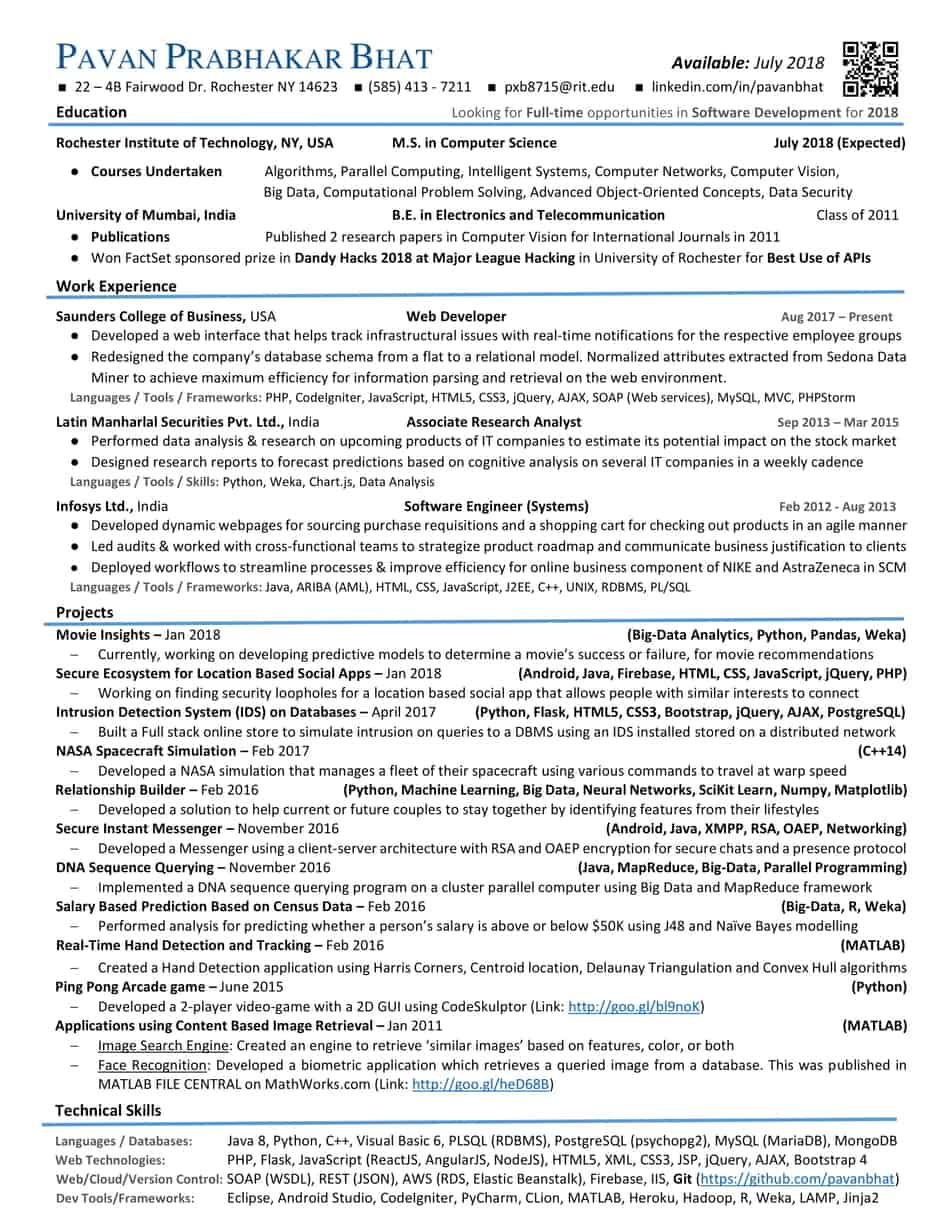 PAVAN PRABHAKAR BHAT
Available: July 2018
■ 22 – 4B Fairwood Dr. Rochester NY 14623 ■ (585) 413 - 7211 ■ pxb8715@rit.edu ■ linkedin.com/in/pavanbhat
Education Looking for Full-time opportunities in Software Development for 2018
Rochester Institute of Technology, NY, USA M.S. in Computer Science July 2018 (Expected)
● Courses Undertaken Algorithms, Parallel Computing, Intelligent Systems, Computer Networks, Computer Vision,
Big Data, Computational Problem Solving, Advanced Object-Oriented Concepts, Data Security
University of Mumbai, India B.E. in Electronics and Telecommunication Class of 2011
● Publications Published 2 research papers in Computer Vision for International Journals in 2011
● Won FactSet sponsored prize in Dandy Hacks 2018 at Major League Hacking in University of Rochester for Best Use of APIs
Work Experience
Saunders College of Business, USA Web Developer Aug 2017 – Present
● Developed a web interface that helps track infrastructural issues with real-time notifications for the respective employee groups
● Redesigned the company's database schema from a flat to a relational model. Normalized attributes extracted from Sedona Data
Miner to achieve maximum efficiency for information parsing and retrieval on the web environment.
Languages / Tools / Frameworks: PHP, CodeIgniter, JavaScript, HTML5, CSS3, jQuery, AJAX, SOAP (Web services), MySQL, MVC, PHPStorm
Latin Manharlal Securities Pvt. Ltd., India Associate Research Analyst Sep 2013 – Mar 2015
● Performed data analysis & research on upcoming products of IT companies to estimate its potential impact on the stock market
● Designed research reports to forecast predictions based on cognitive analysis on several IT companies in a weekly cadence
Languages / Tools / Skills: Python, Weka, Chart.js, Data Analysis
Infosys Ltd., India Software Engineer (Systems) Feb 2012 - Aug 2013
● Developed dynamic webpages for sourcing purchase requisitions and a shopping cart for checking out products in an agile manner
● Led audits & worked with cross-functional teams to strategize product roadmap and communicate business justification to clients
● Deployed workflows to streamline processes & improve efficiency for online business component of NIKE and AstraZeneca in SCM
Languages / Tools / Frameworks: Java, ARIBA (AML), HTML, CSS, JavaScript, J2EE, C++, UNIX, RDBMS, PL/SQL
Projects
Movie Insights – Jan 2018 (Big-Data Analytics, Python, Pandas, Weka)
– Currently, working on developing predictive models to determine a movie's success or failure, for movie recommendations
Secure Ecosystem for Location Based Social Apps – Jan 2018 (Android, Java, Firebase, HTML, CSS, JavaScript, jQuery, PHP)
– Working on finding security loopholes for a location based social app that allows people with similar interests to connect
Intrusion Detection System (IDS) on Databases – April 2017 (Python, Flask, HTML5, CSS3, Bootstrap, jQuery, AJAX, PostgreSQL)
– Built a Full stack online store to simulate intrusion on queries to a DBMS using an IDS installed stored on a distributed network
NASA Spacecraft Simulation – Feb 2017 (C++14)
– Developed a NASA simulation that manages a fleet of their spacecraft using various commands to travel at warp speed
Relationship Builder – Feb 2016 (Python, Machine Learning, Big Data, Neural Networks, SciKit Learn, Numpy, Matplotlib)
– Developed a solution to help current or future couples to stay together by identifying features from their lifestyles
Secure Instant Messenger – November 2016 (Android, Java, XMPP, RSA, OAEP, Networking)
– Developed a Messenger using a client-server architecture with RSA and OAEP encryption for secure chats and a presence protocol
DNA Sequence Querying – November 2016 (Java, MapReduce, Big-Data, Parallel Programming)
– Implemented a DNA sequence querying program on a cluster parallel computer using Big Data and MapReduce framework
Salary Based Prediction Based on Census Data – Feb 2016 (Big-Data, R, Weka)
– Performed analysis for predicting whether a person's salary is above or below $50K using J48 and Naïve Bayes modelling
Real-Time Hand Detection and Tracking – Feb 2016 (MATLAB)
– Created a Hand Detection application using Harris Corners, Centroid location, Delaunay Triangulation and Convex Hull algorithms
Ping Pong Arcade game – June 2015 (Python)
– Developed a 2-player video-game with a 2D GUI using CodeSkulptor (Link: http://goo.gl/bl9noK)
Applications using Content Based Image Retrieval – Jan 2011 (MATLAB)
– Image Search Engine: Created an engine to retrieve 'similar images' based on features, color, or both
– Face Recognition: Developed a biometric application which retrieves a queried image from a database. This was published in
MATLAB FILE CENTRAL on MathWorks.com (Link: http://goo.gl/heD68B)
Technical Skills
Languages / Databases: Java 8, Python, C++, Visual Basic 6, PLSQL (RDBMS), PostgreSQL (psychopg2), MySQL (MariaDB), MongoDB
Web Technologies: PHP, Flask, JavaScript (ReactJS, AngularJS, NodeJS), HTML5, XML, CSS3, JSP, jQuery, AJAX, Bootstrap 4
Web/Cloud/Version Control: SOAP (WSDL), REST (JSON), AWS (RDS, Elastic Beanstalk), Firebase, IIS, Git (https://github.com/pavanbhat)
Dev Tools/Frameworks: Eclipse, Android Studio, CodeIgniter, PyCharm, CLion, MATLAB, Heroku, Hadoop, R, Weka, LAMP, Jinja2